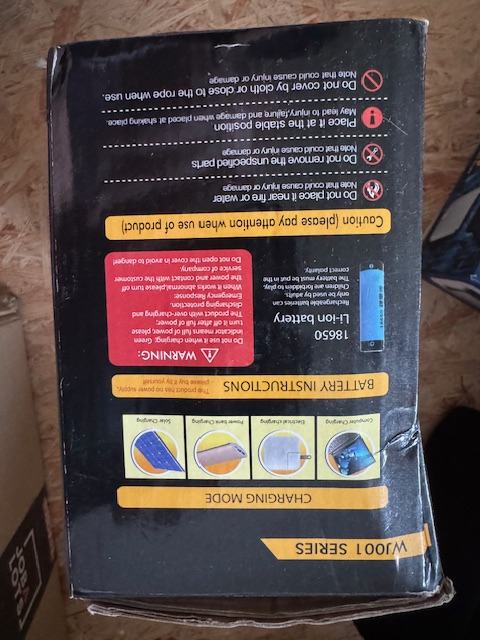 WJ001 SERIES
CHARGING MODE
Computer Charging
Electrical charging
Power bank Charging
Solar Charging
BATTERY INSTRUCTIONS
The product has no power supply,
please buy it by yourself
18650
Li-ion battery
Rechargeable batteries can
only be used by adults,
Children are forbidden to play,
The battery must be put in the
correct polarity.
WARNING:
Do not use it when charging; Green
indicator means full of power, please
turn it off after full of power;
The product with over-charging and
discharging protection.
Emergency Response:
When it works abnormal,please turn off
the power and contact with the customer
service of company.
Do not open the cover in avoid danger!
Caution (please pay attention when use of product)
Do not place it near fire or water
Note that could cause injury or damage
Do not remove the unspecified parts
Note that could cause injury or damage
Place it at the stable position
May lead to injury,failure and damage when placed at shaking place.
Do not cover by cloth or close to the rope when use.
Note that could cause injury or damage